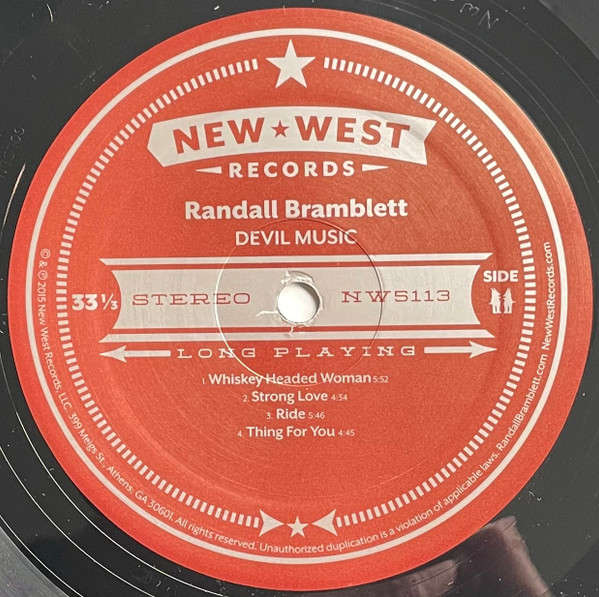 NEW★WEST
RECORDS
Randall Bramblett
DEVIL MUSIC
33 ⅓ STEREO NW5113 SIDE
LONG PLAYING
1. Whiskey Headed Woman 5:52
2. Strong Love 4:34
3. Ride 5:46
4. Thing For You 4:45
© & ℗ 2015 New West Records, LLC. 399 Meigs St., Athens, GA 30601. All rights reserved. Unauthorized duplication is a violation of applicable laws. RandallBramblett.com NewWestRecords.com